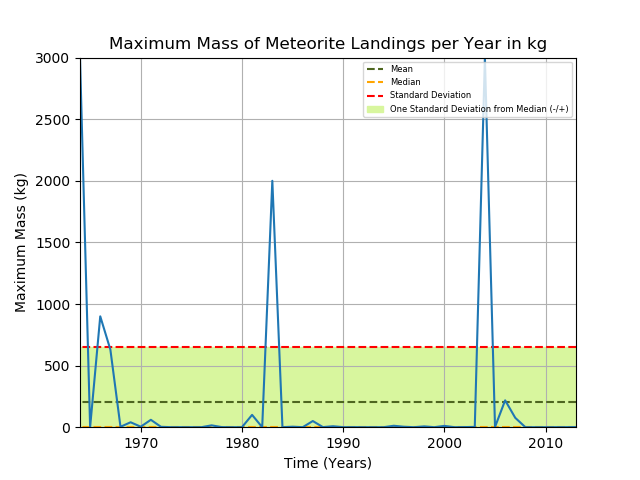 Maximum Mass of Meteorite Landings per Year in kg
Mean
Median
Standard Deviation
One Standard Deviation from Median (-/+)
3000
2500
2000
1500
1000
500
0
Maximum Mass (kg)
1970 1980 1990 2000 2010
Time (Years)